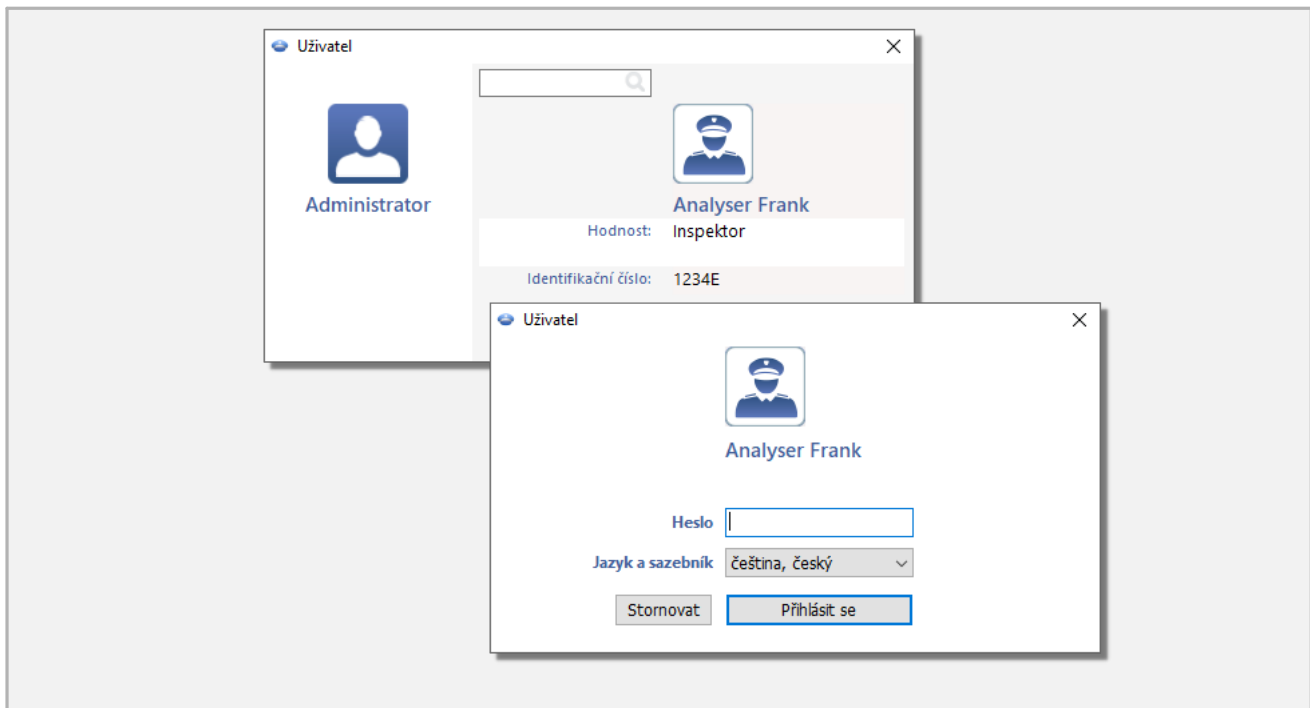 Uživatel
Administrator
Analyser Frank
Hodnost: Inspektor
Identifikační číslo: 1234E
Uživatel
Analyser Frank
Heslo
Jazyk a sazebník čeština, český
Stornovat Přihlásit se